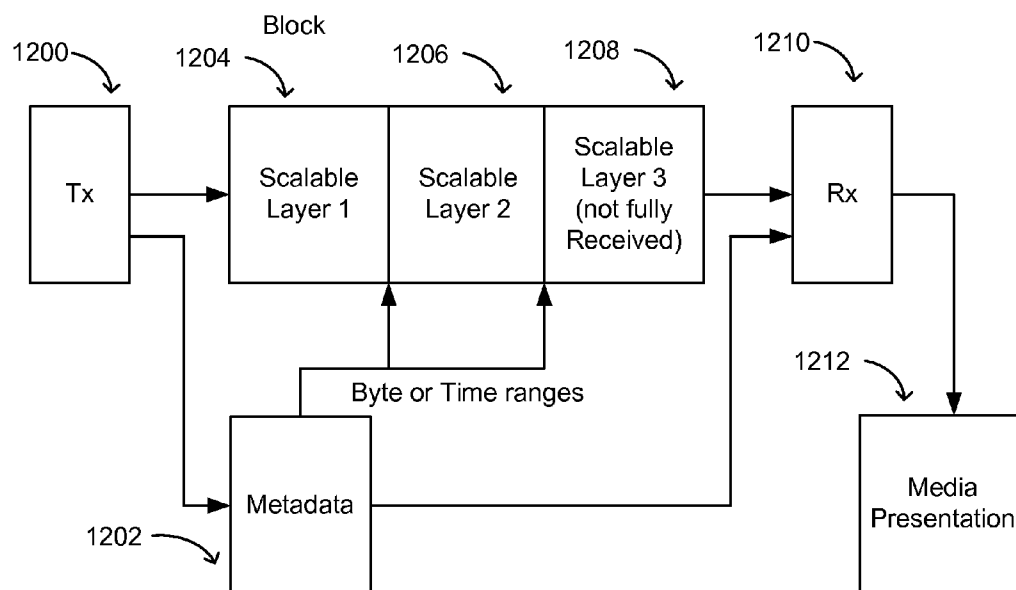 Block
1200
1204
1206
1208
1210
Tx
Scalable
Layer 1
Scalable
Layer 2
Scalable
Layer 3
(not fully
Received)
Rx
Byte or Time ranges
1212
Metadata
1202
Media
Presentation